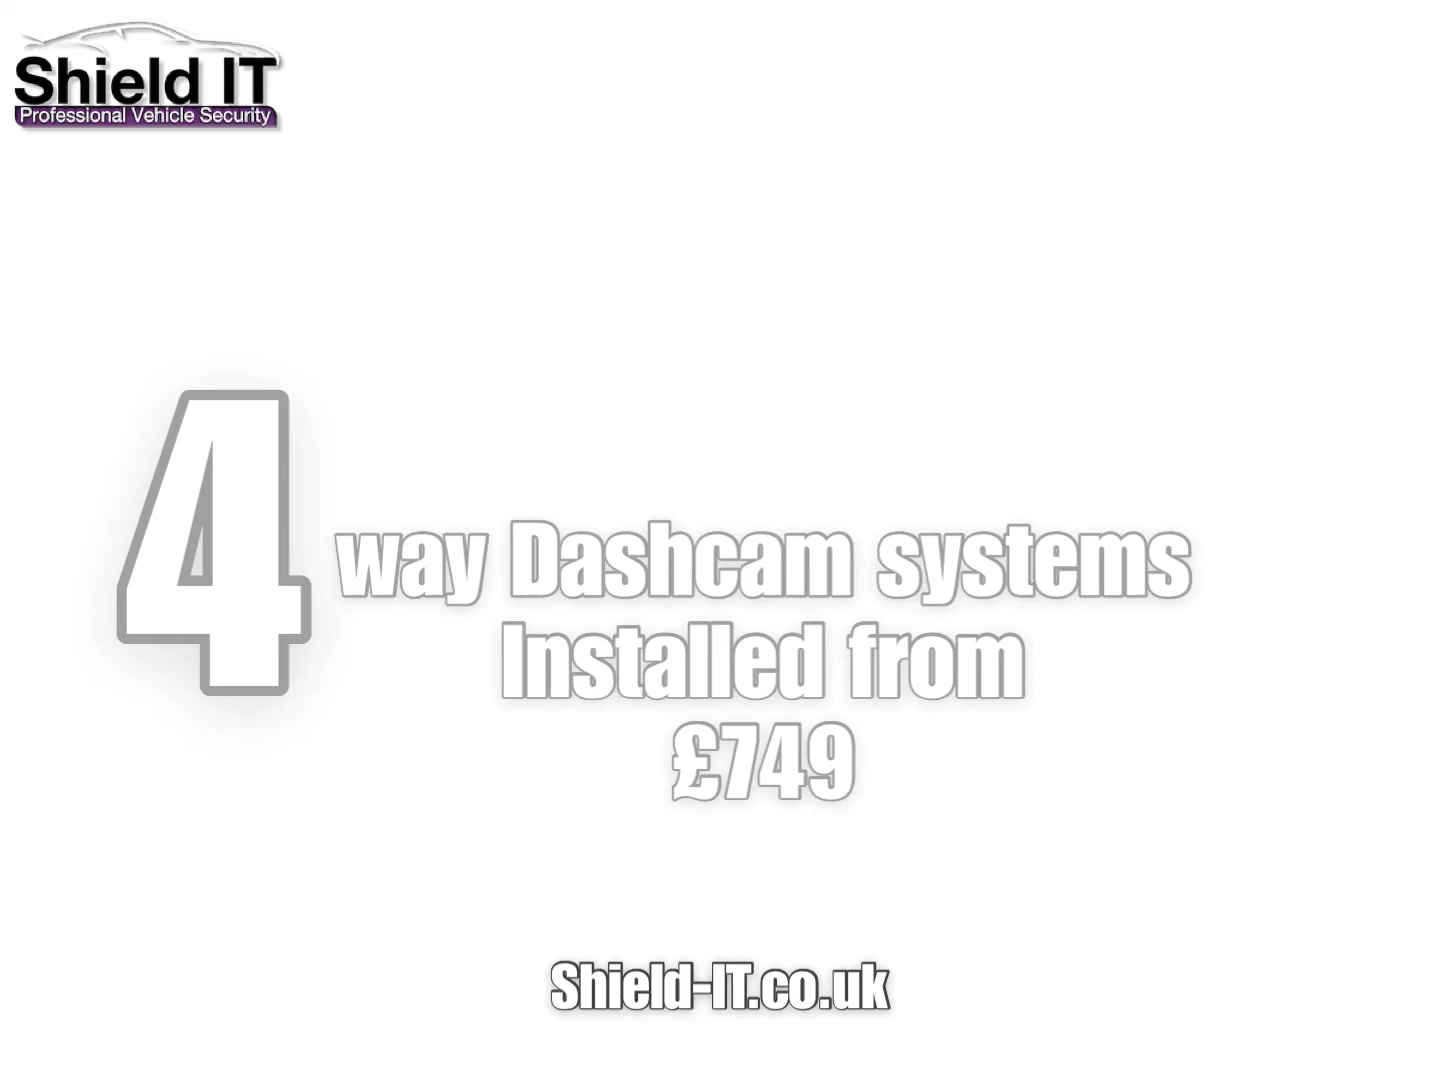 Shield IT
Professional Vehicle Security
4 way Dashcam systems
Installed from
£749
Shield-IT.co.uk